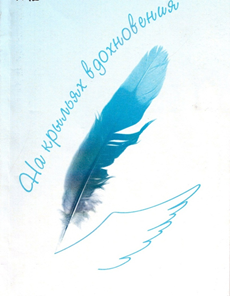 На крыльях вдохновения